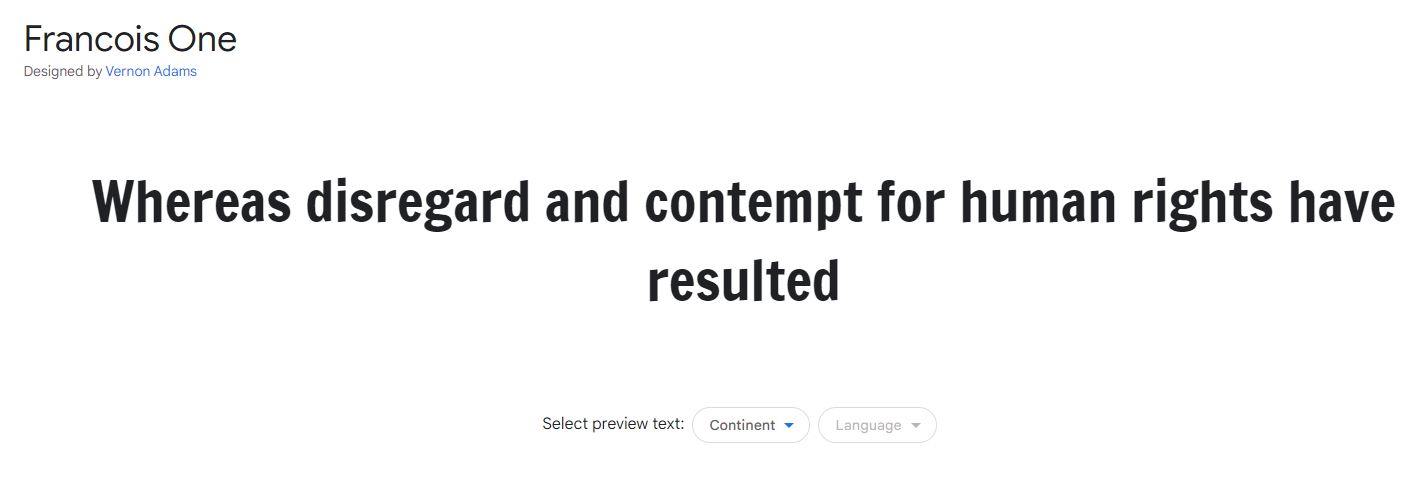 Francois One
Designed by Vernon Adams
Whereas disregard and contempt for human rights have
resulted
Select preview text: Continent Language